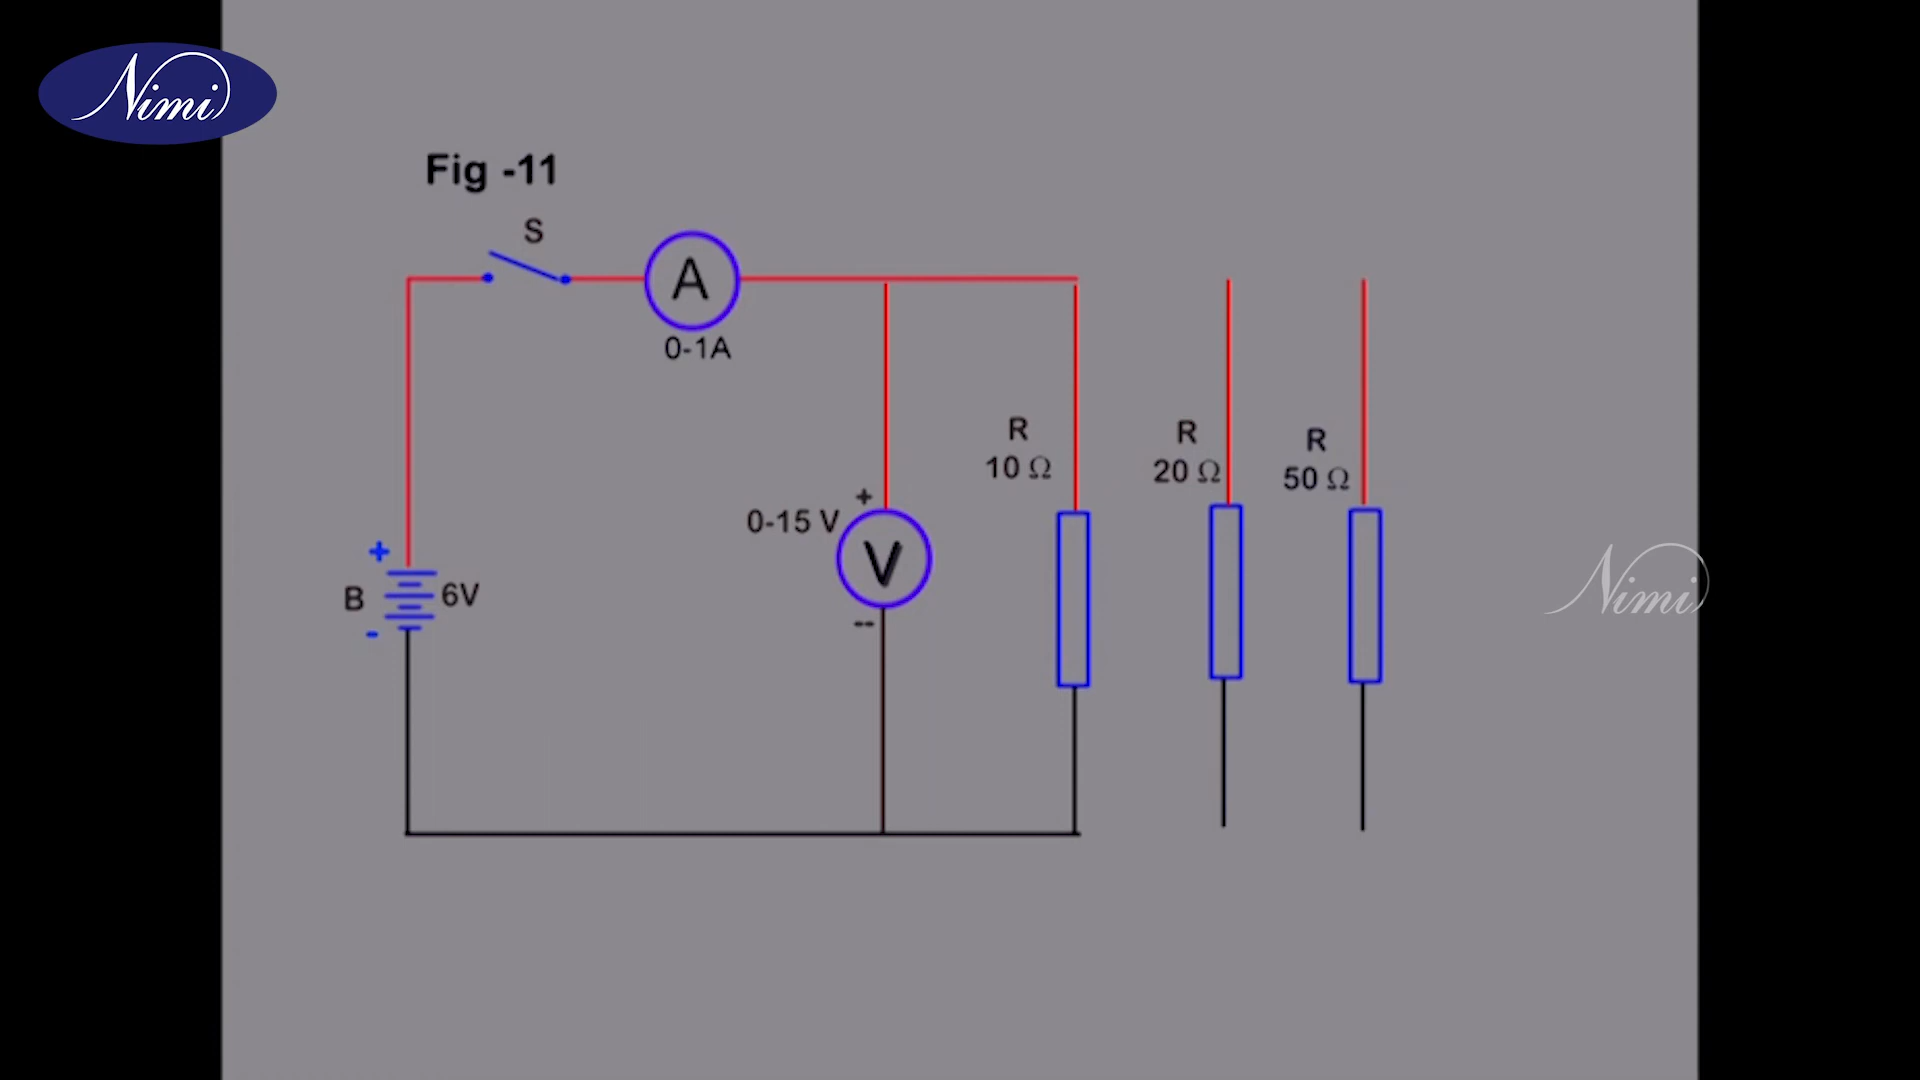 Nimi
Fig -11
S
A
0-1A
R
10 Ω
R
20 Ω
R
50 Ω
+
0-15 V
V
--
+
B
6V
-
Nimi